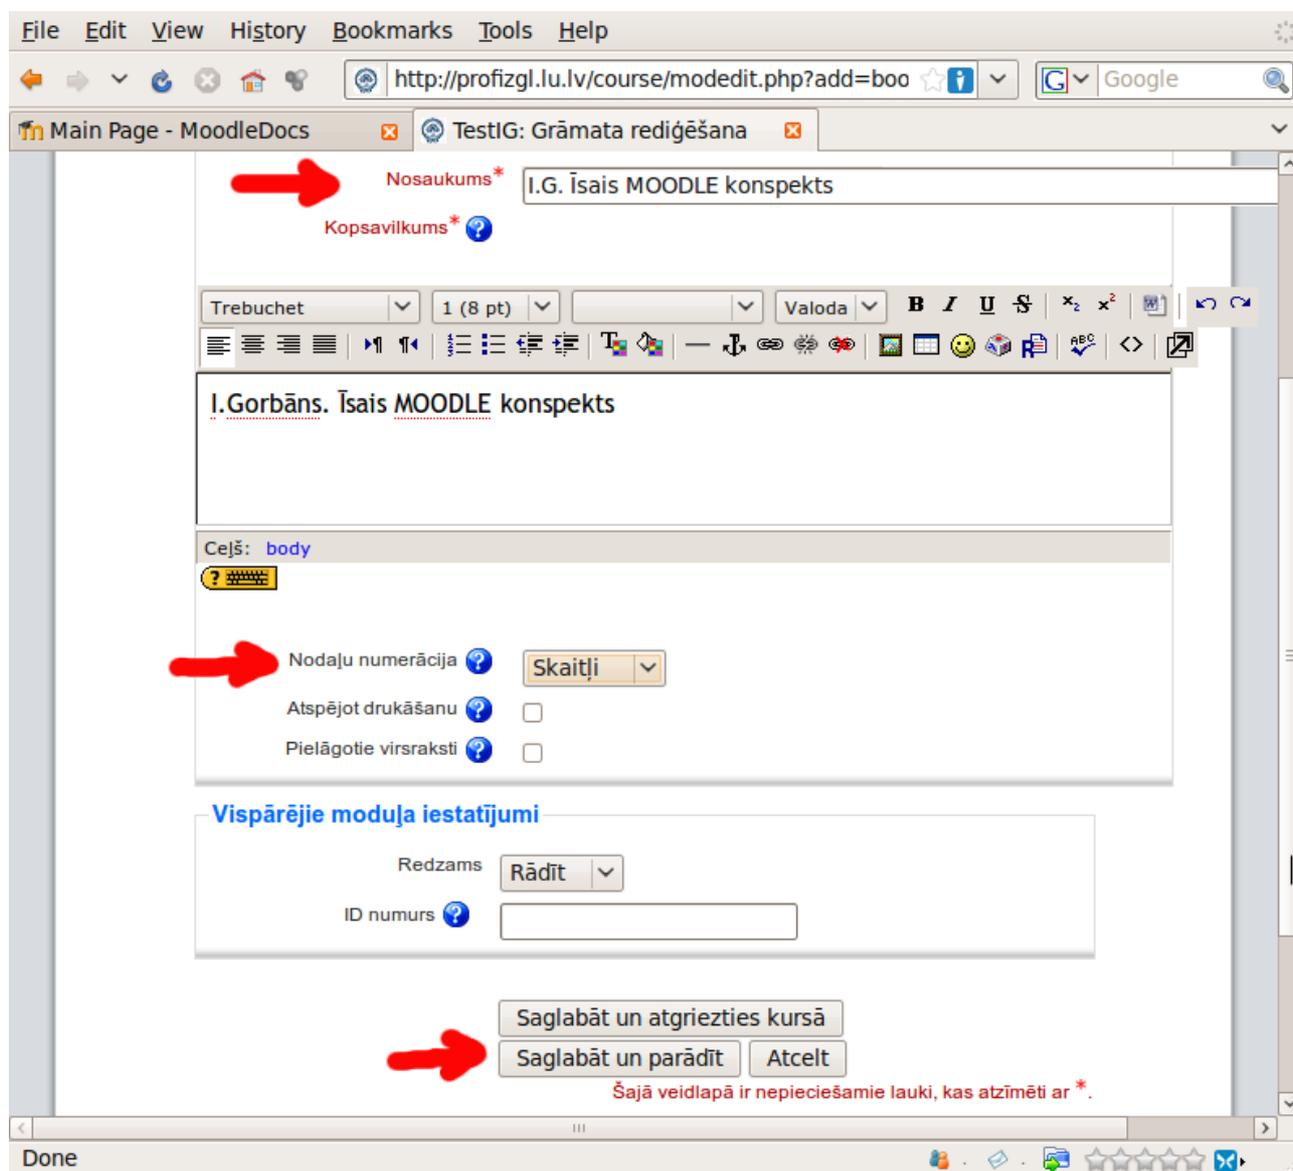 File Edit View History Bookmarks Tools Help
http://profizgl.lu.lv/course/modedit.php?add=boo G Google
Main Page - MoodleDocs TestIG: Grāmata rediģēšana
Nosaukums* I.G. Īsais MOODLE konspekts
Kopsavilkums* ?
Trebuchet 1 (8 pt) Valoda B I U S x₂ x²
ABC <>
I.Gorbāns. Īsais MOODLE konspekts
Ceļš: body
?
Nodaļu numerācija ? Skaitļi
Atspējot drukāšanu ?
Pielāgotie virsraksti ?
Vispārējie moduļa iestatījumi
Redzams Rādīt
ID numurs ?
Saglabāt un atgriezties kursā
Saglabāt un parādīt Atcelt
Šajā veidlapā ir nepieciešamie lauki, kas atzīmēti ar *.
Done